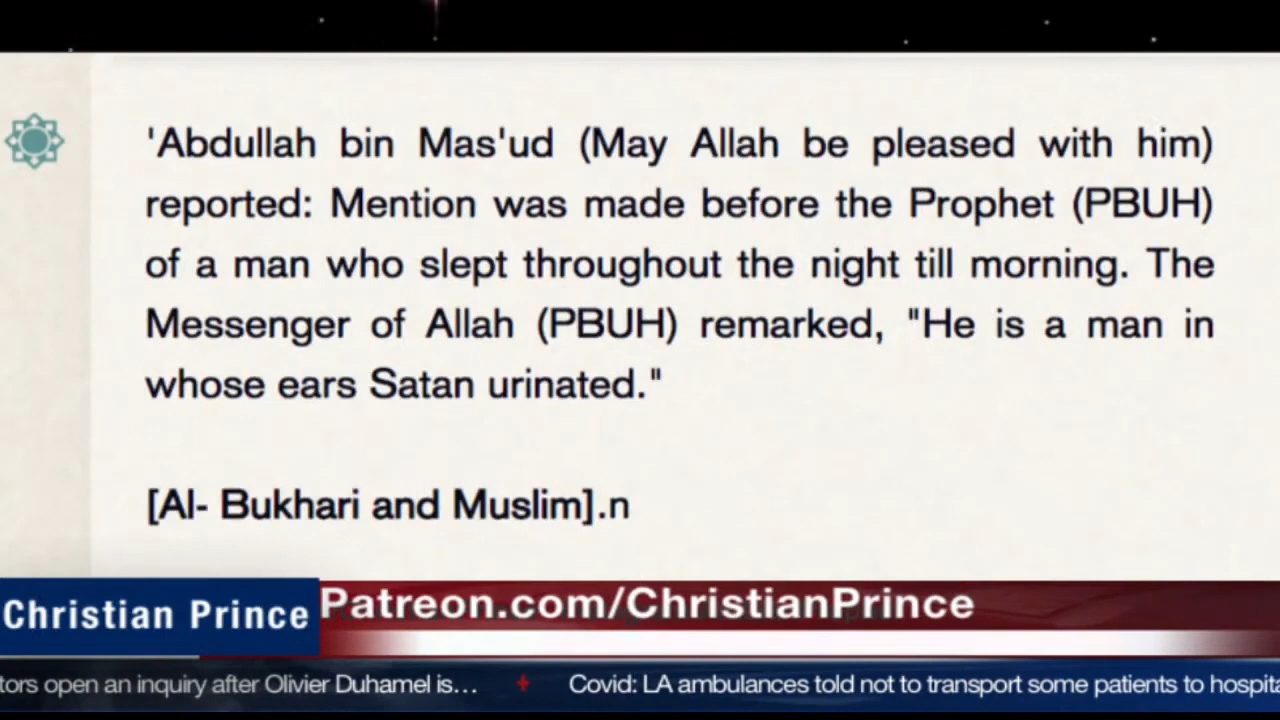 'Abdullah bin Mas'ud (May Allah be pleased with him)
reported: Mention was made before the Prophet (PBUH)
of a man who slept throughout the night till morning. The
Messenger of Allah (PBUH) remarked, "He is a man in
whose ears Satan urinated."
[Al- Bukhari and Muslim].n
Christian Prince
Patreon.com/ChristianPrince
tors open an inquiry after Olivier Duhamel is... Covid: LA ambulances told not to transport some patients to hospita